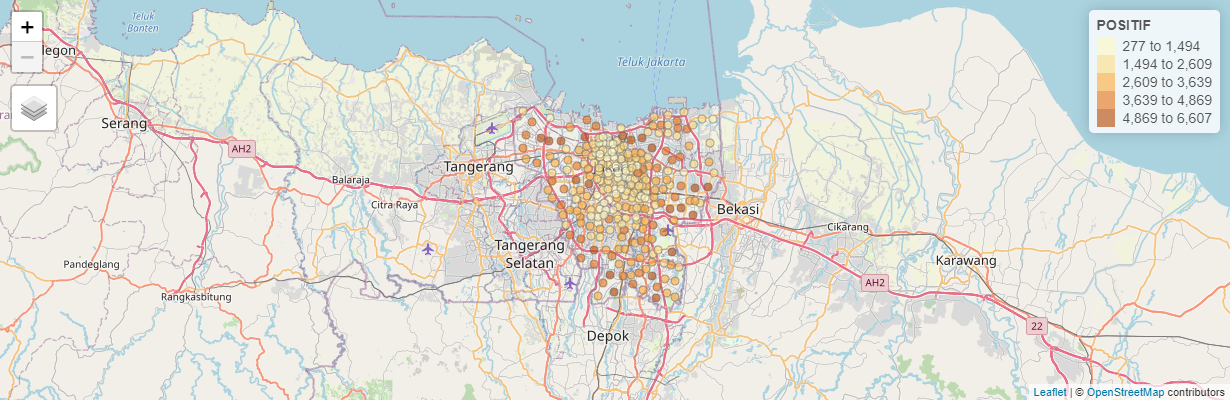 +
−
Teluk
Banten
legon
Serang
AH2
Balaraja
Citra Raya
Tangerang
Teluk Jakarta
Tangerang
Selatan
Bekasi
Cikarang
Karawang
AH2
22
Pandeglang
Rangkasbitung
Depok
POSITIF
277 to 1,494
1,494 to 2,609
2,609 to 3,639
3,639 to 4,869
4,869 to 6,607
Leaflet | © OpenStreetMap contributors